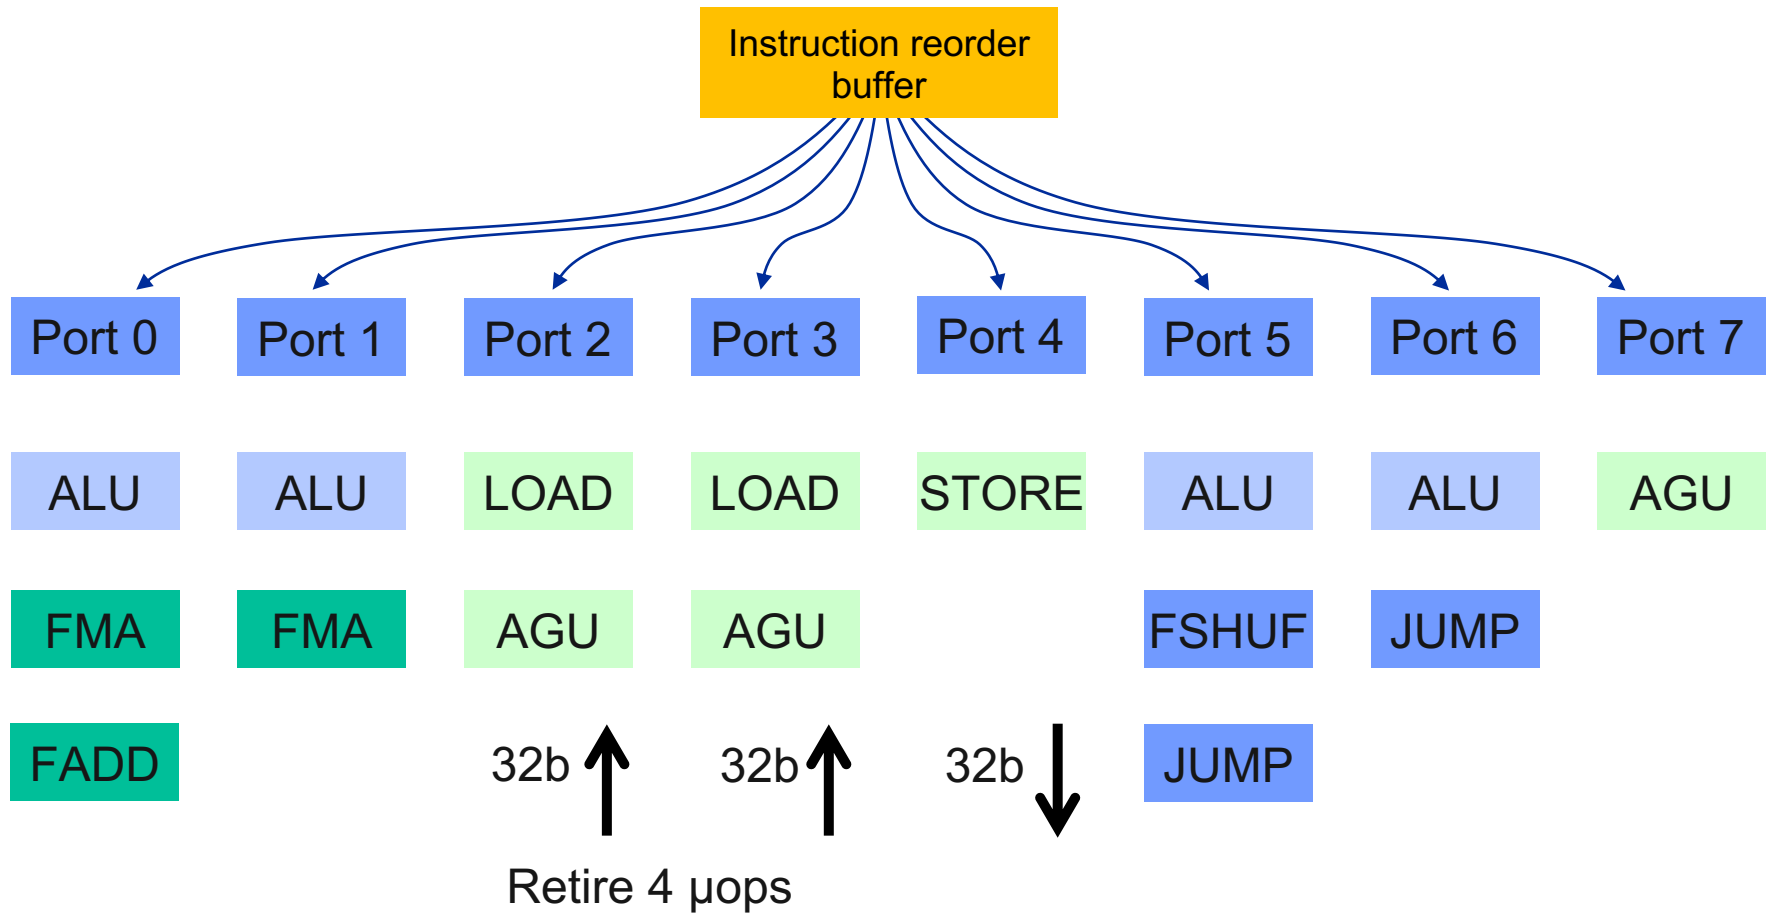 Instruction reorder
buffer
Port 0
Port 1
Port 2
Port 3
Port 4
Port 5
Port 6
Port 7
ALU
ALU
LOAD
LOAD
STORE
ALU
ALU
AGU
FMA
FMA
AGU
AGU
FSHUF
JUMP
FADD
32b
32b
32b
JUMP
Retire 4 μops